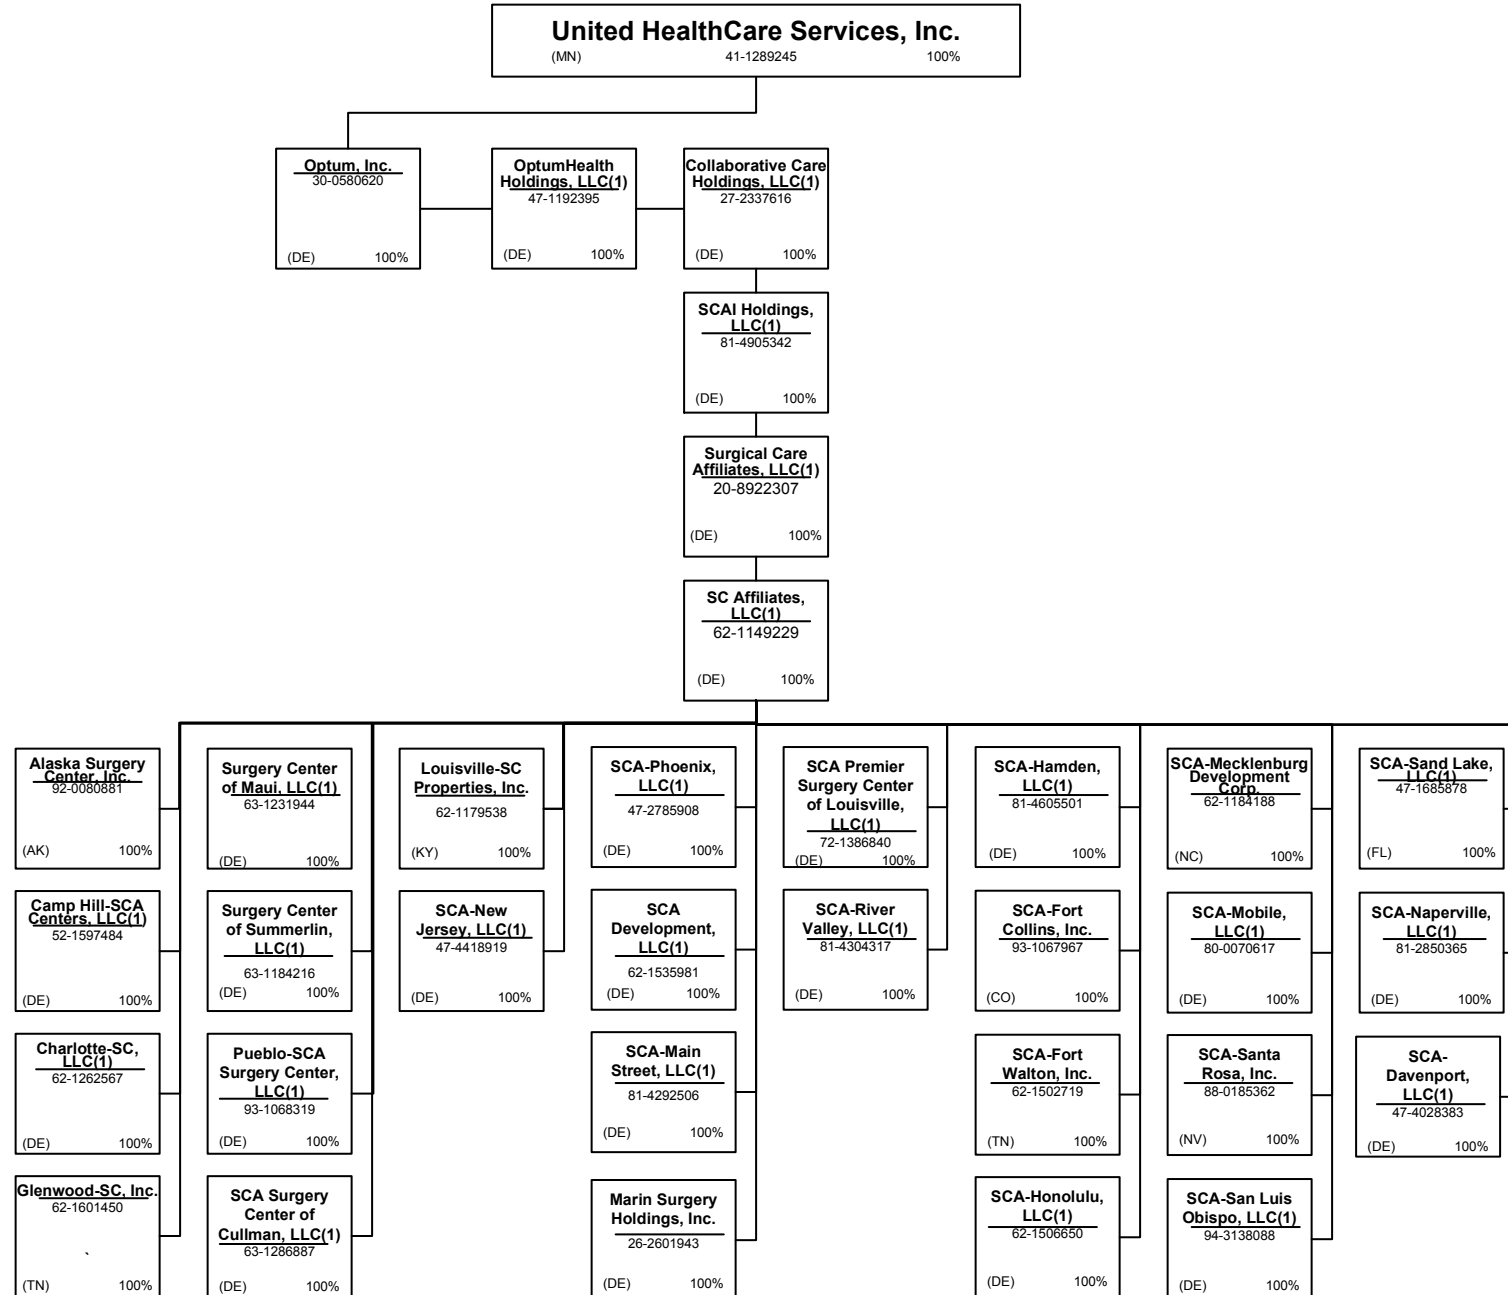 United HealthCare Services, Inc.
(MN) 41-1289245 100%
Optum, Inc.
30-0580620
(DE) 100%
OptumHealth
Holdings, LLC(1)
47-1192395
(DE) 100%
Collaborative Care
Holdings, LLC(1)
27-2337616
(DE) 100%
SCAI Holdings,
LLC(1)
81-4905342
(DE) 100%
Surgical Care
Affiliates, LLC(1)
20-8922307
(DE) 100%
SC Affiliates,
LLC(1)
62-1149229
(DE) 100%
Alaska Surgery
Center, Inc.
92-0080881
(AK) 100%
Surgery Center
of Maui, LLC(1)
63-1231944
(DE) 100%
Louisville-SC
Properties, Inc.
62-1179538
(KY) 100%
SCA-Phoenix,
LLC(1)
47-2785908
(DE) 100%
SCA Premier
Surgery Center
of Louisville,
LLC(1)
72-1386840
(DE) 100%
SCA-Hamden,
LLC(1)
81-4605501
(DE) 100%
SCA-Mecklenburg
Development
Corp.
62-1184188
(NC) 100%
SCA-Sand Lake,
LLC(1)
47-1685878
(FL) 100%
Camp Hill-SCA
Centers, LLC(1)
52-1597484
(DE) 100%
Surgery Center
of Summerlin,
LLC(1)
63-1184216
(DE) 100%
SCA-New
Jersey, LLC(1)
47-4418919
(DE) 100%
SCA
Development,
LLC(1)
62-1535981
(DE) 100%
SCA-River
Valley, LLC(1)
81-4304317
(DE) 100%
SCA-Fort
Collins, Inc.
93-1067967
(CO) 100%
SCA-Mobile,
LLC(1)
80-0070617
(DE) 100%
SCA-Naperville,
LLC(1)
81-2850365
(DE) 100%
Charlotte-SC,
LLC(1)
62-1262567
(DE) 100%
Pueblo-SCA
Surgery Center,
LLC(1)
93-1068319
(DE) 100%
SCA-Main
Street, LLC(1)
81-4292506
(DE) 100%
SCA-Fort
Walton, Inc.
62-1502719
(TN) 100%
SCA-Santa
Rosa, Inc.
88-0185362
(NV) 100%
SCA-
Davenport,
LLC(1)
47-4028383
(DE) 100%
Glenwood-SC, Inc.
62-1601450
`
(TN) 100%
SCA Surgery
Center of
Cullman, LLC(1)
63-1286887
(DE) 100%
Marin Surgery
Holdings, Inc.
26-2601943
(DE) 100%
SCA-Honolulu,
LLC(1)
62-1506650
(DE) 100%
SCA-San Luis
Obispo, LLC(1)
94-3138088
(DE) 100%